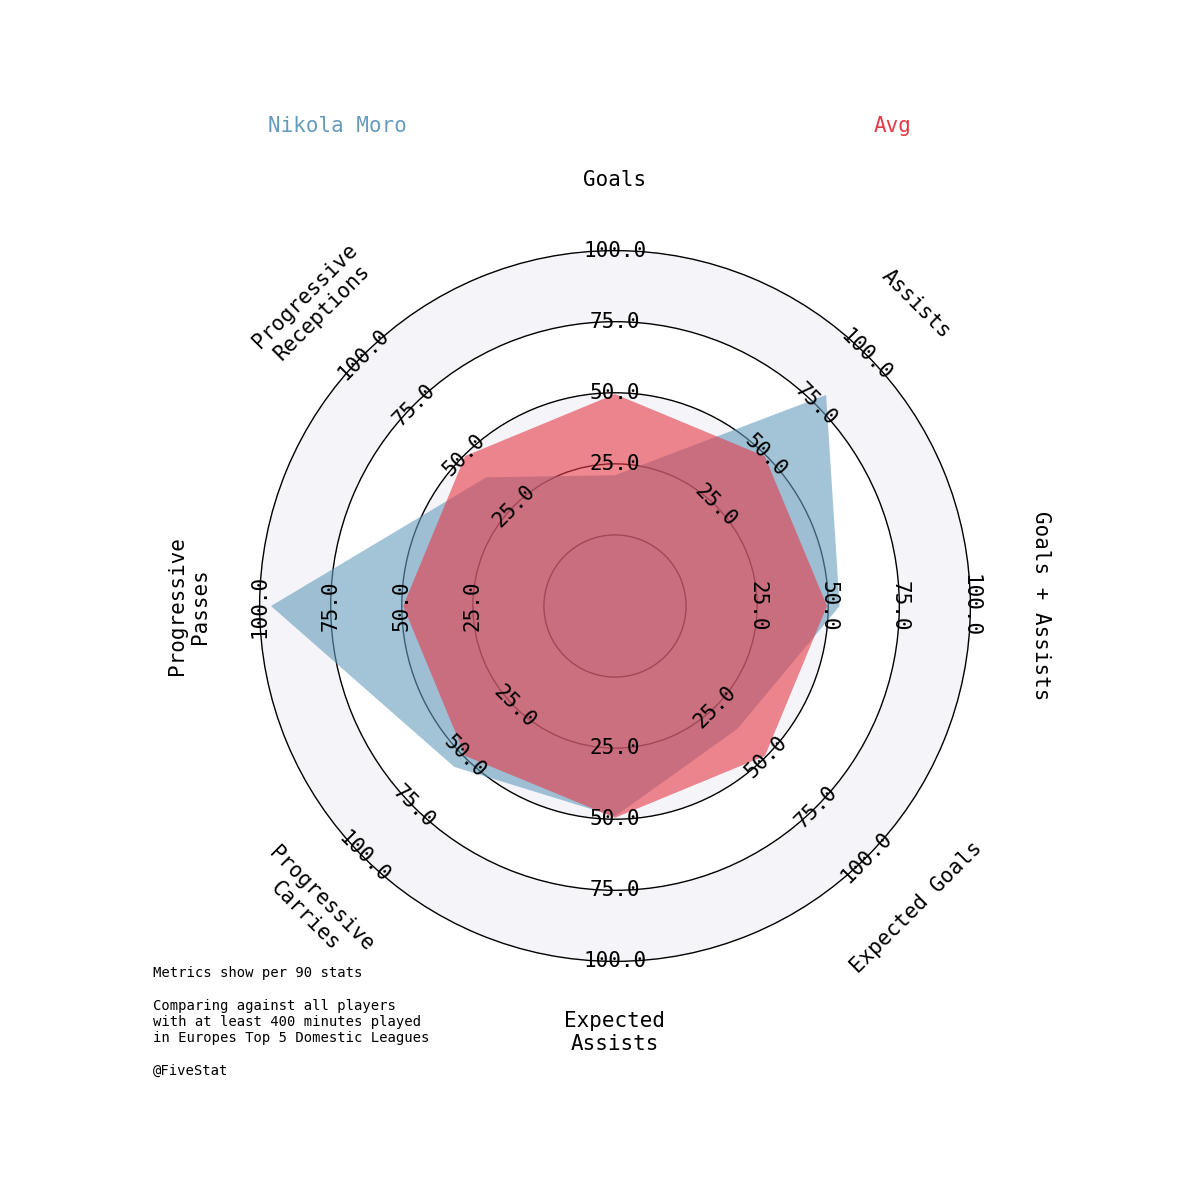 Nikola Moro
Avg
Goals
Assists
Goals + Assists
Expected Goals
Expected
Assists
Progressive
Carries
Progressive
Passes
Progressive
Receptions
25.0
50.0
75.0
100.0
25.0
50.0
75.0
100.0
25.0
50.0
75.0
100.0
25.0
50.0
75.0
100.0
25.0
50.0
75.0
100.0
25.0
50.0
75.0
100.0
25.0
50.0
75.0
100.0
25.0
50.0
75.0
100.0
Metrics show per 90 stats
Comparing against all players
with at least 400 minutes played
in Europes Top 5 Domestic Leagues
@FiveStat